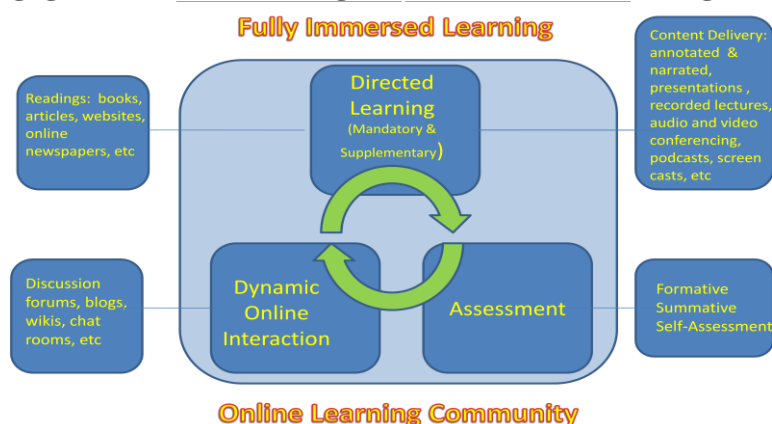 Fully Immersed Learning
Readings: books,
articles, websites,
online
newspapers, etc
Directed
Learning
(Mandatory &
Supplementary)
Content Delivery:
annotated &
narrated,
presentations ,
recorded lectures,
audio and video
conferencing,
podcasts, screen
casts, etc
Discussion
forums, blogs,
wikis, chat
rooms, etc
Dynamic
Online
Interaction
Assessment
Formative
Summative
Self-Assessment
Online Learning Community